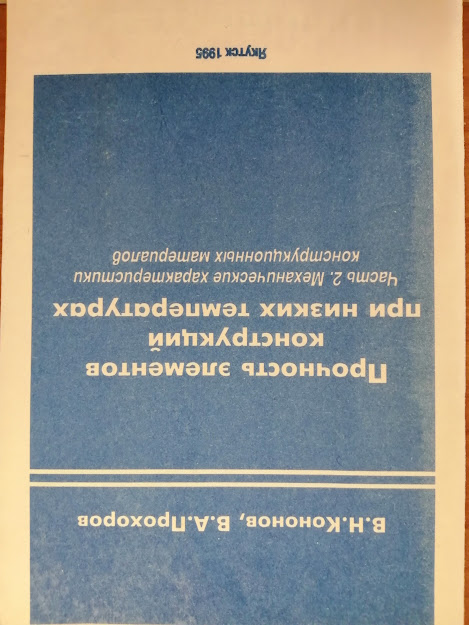 В.Н.Кононов, В.А.Прохоров
Прочность элементов
конструкций
при низких температурах
Часть 2. Механические характеристики
конструкционных материалов
Якутск 1995